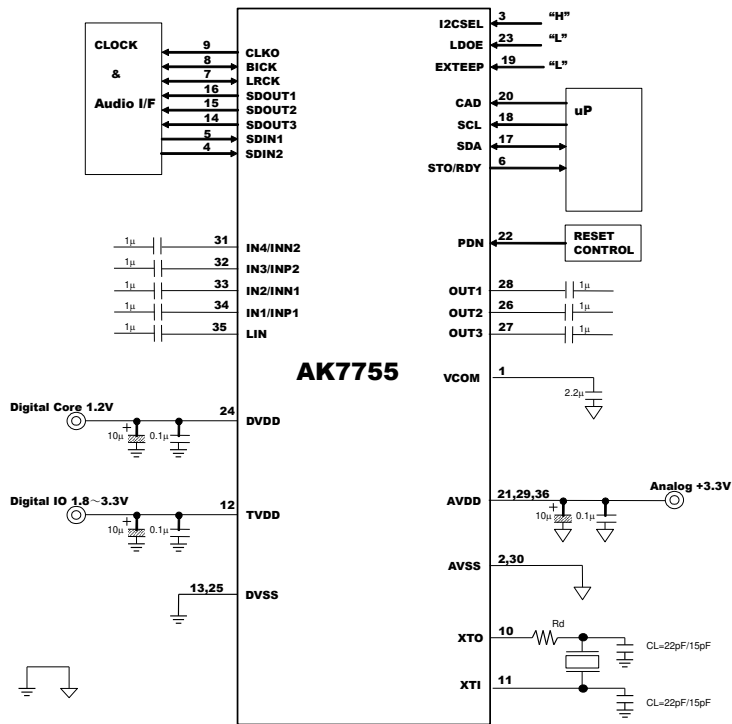 CLOCK
&
Audio I/F
9 CLKO
8 BICK
7 LRCK
16 SDOUT1
15 SDOUT2
14 SDOUT3
5 SDIN1
4 SDIN2
I2CSEL 3 “H”
LDOE 23 “L”
EXTEEP 19 “L”
CAD 20
SCL 18
SDA 17
STO/RDY 6
uP
PDN 22
RESET
CONTROL
1μ 31 IN4/INN2
1μ 32 IN3/INP2
1μ 33 IN2/INN1
1μ 34 IN1/INP1
1μ 35 LIN
OUT1 28 1μ
OUT2 26 1μ
OUT3 27 1μ
AK7755
VCOM 1
2.2μ
Digital Core 1.2V
24 DVDD
+
10μ 0.1μ
Digital IO 1.8～3.3V
12 TVDD
+
10μ 0.1μ
Analog +3.3V
AVDD 21,29,36
+
10μ 0.1μ
AVSS 2,30
13,25 DVSS
XTO 10 Rd
CL=22pF/15pF
XTI 11
CL=22pF/15pF